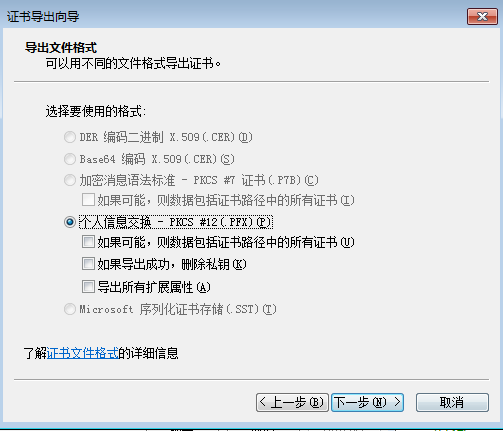 证书导出向导
导出文件格式
可以用不同的文件格式导出证书。
选择要使用的格式:
DER 编码二进制 X.509(.CER)(D)
Base64 编码 X.509(.CER)(S)
加密消息语法标准 - PKCS #7 证书(.P7B)(C)
如果可能，则数据包括证书路径中的所有证书(I)
个人信息交换 - PKCS #12(.PFX)(P)
如果可能，则数据包括证书路径中的所有证书(U)
如果导出成功，删除私钥(K)
导出所有扩展属性(A)
Microsoft 序列化证书存储(.SST)(T)
了解证书文件格式的详细信息
< 上一步(B) 下一步(N) > 取消